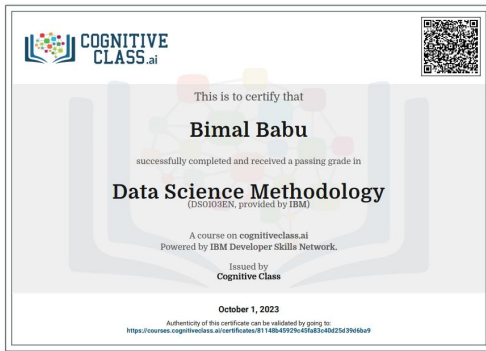 COGNITIVE
CLASS.ai
This is to certify that
Bimal Babu
successfully completed and received a passing grade in
Data Science Methodology
(DS0103EN, provided by IBM)
A course on cognitiveclass.ai
Powered by IBM Developer Skills Network.
Issued by
Cognitive Class
October 1, 2023
Authenticity of this certificate can be validated by going to:
https://courses.cognitiveclass.ai/certificates/81148b45929c45fa83c40d25d39d6ba9